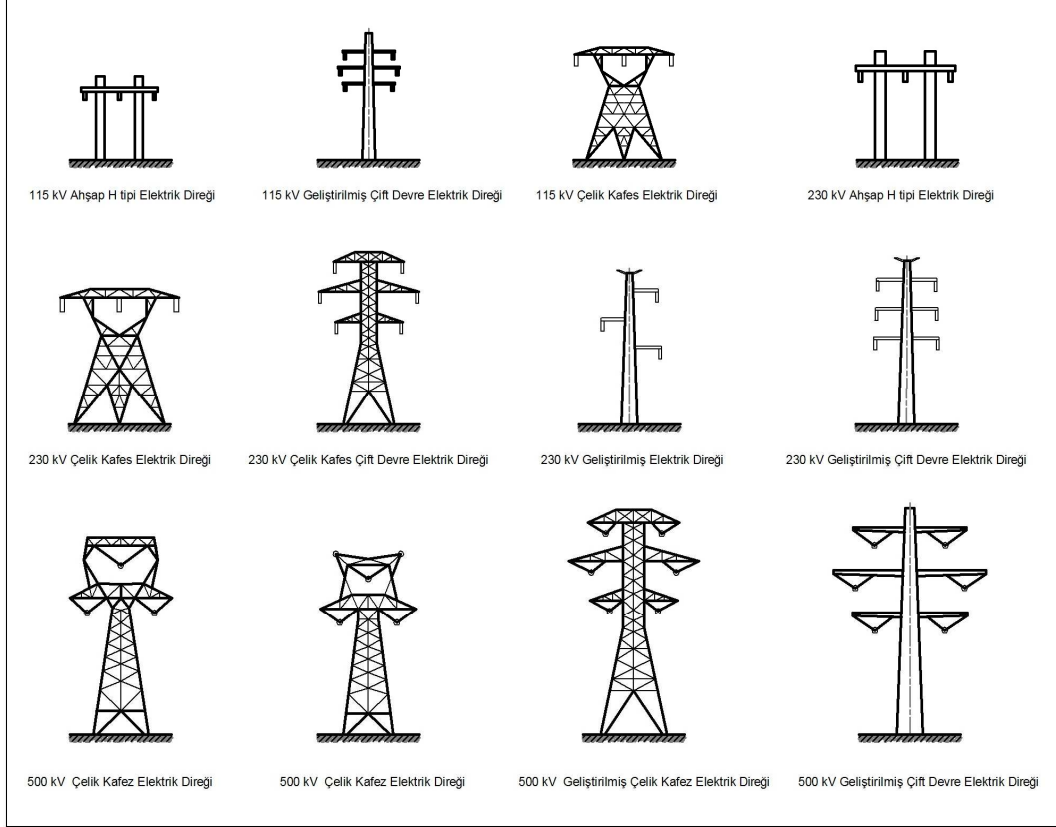 115 kV Ahşap H tipi Elektrik Direği
115 kV Geliştirilmiş Çift Devre Elektrik Direği
115 kV Çelik Kafes Elektrik Direği
230 kV Ahşap H tipi Elektrik Direği
230 kV Çelik Kafes Elektrik Direği
230 kV Çelik Kafes Çift Devre Elektrik Direği
230 kV Geliştirilmiş Elektrik Direği
230 kV Geliştirilmiş Çift Devre Elektrik Direği
500 kV Çelik Kafez Elektrik Direği
500 kV Çelik Kafez Elektrik Direği
500 kV Geliştirilmiş Çelik Kafez Elektrik Direği
500 kV Geliştirilmiş Çift Devre Elektrik Direği